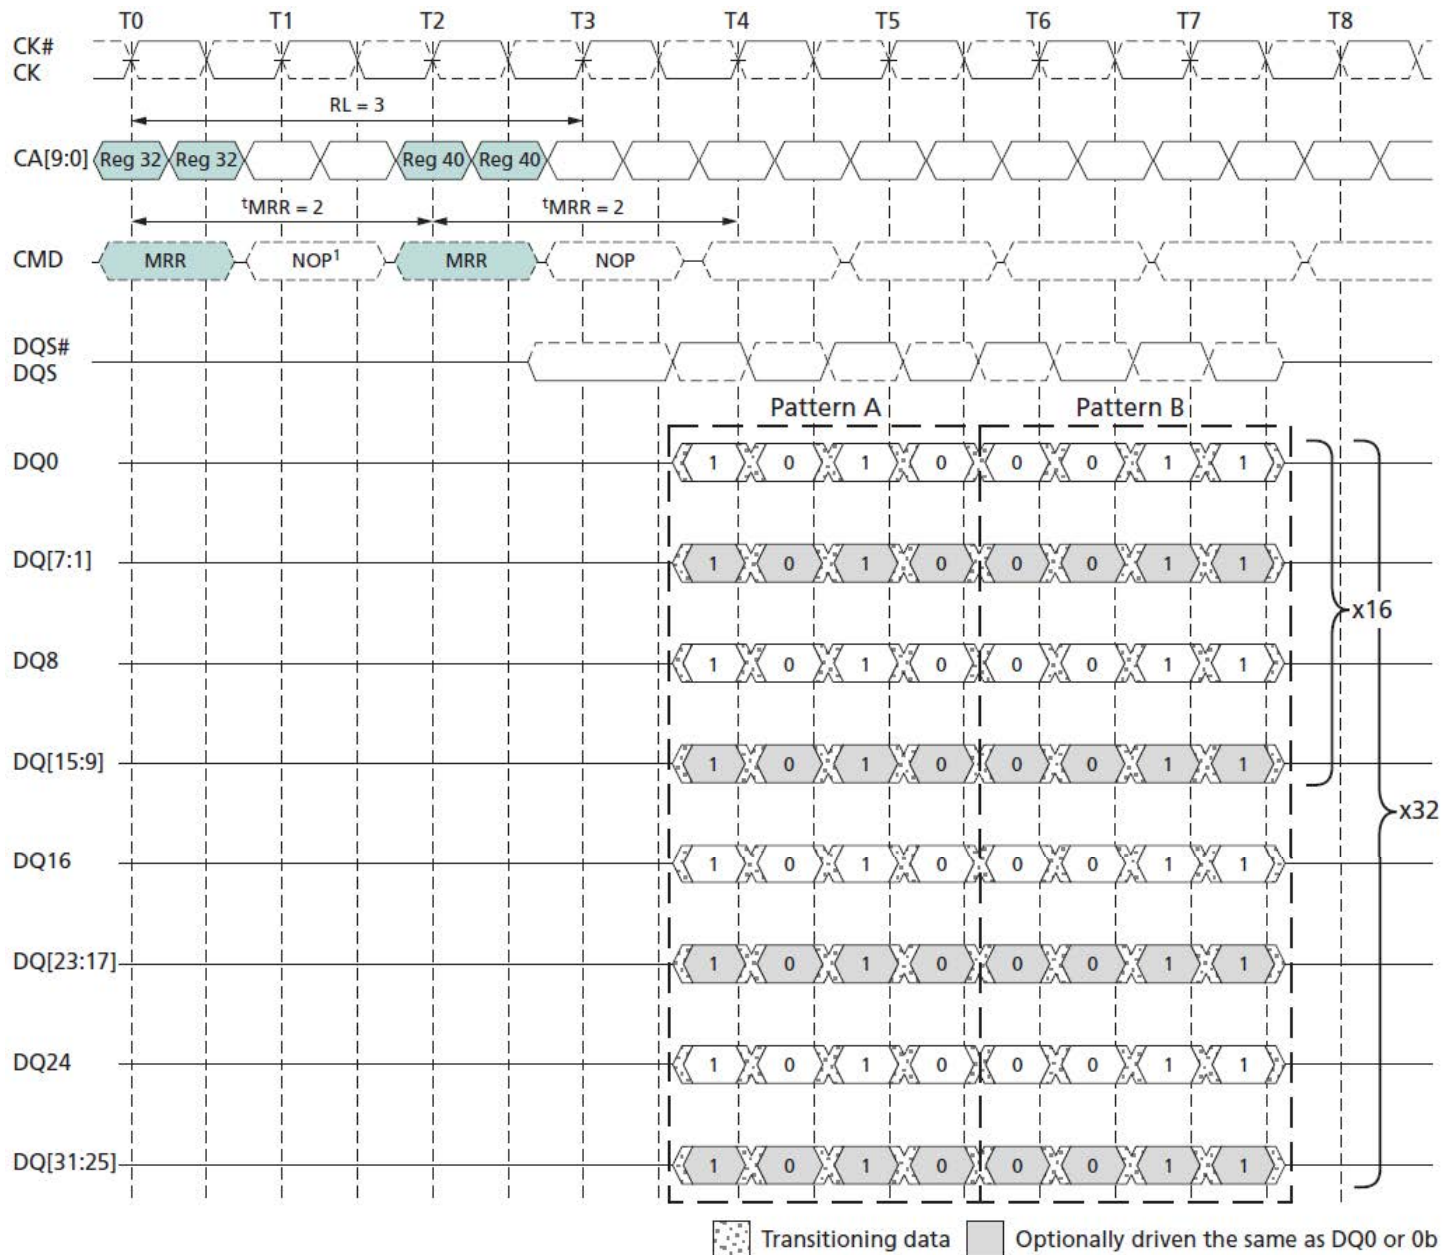 T0 T1 T2 T3 T4 T5 T6 T7 T8
CK#
CK
RL = 3
CA[9:0] Reg 32 Reg 32 Reg 40 Reg 40
tMRR = 2 tMRR = 2
CMD MRR NOP1 MRR NOP
DQS#
DQS
Pattern A Pattern B
DQ0 1 0 1 0 0 0 1 1
DQ[7:1] 1 0 1 0 0 0 1 1
x16
DQ8 1 0 1 0 0 0 1 1
DQ[15:9] 1 0 1 0 0 0 1 1
x32
DQ16 1 0 1 0 0 0 1 1
DQ[23:17] 1 0 1 0 0 0 1 1
DQ24 1 0 1 0 0 0 1 1
DQ[31:25] 1 0 1 0 0 0 1 1
Transitioning data Optionally driven the same as DQ0 or 0b